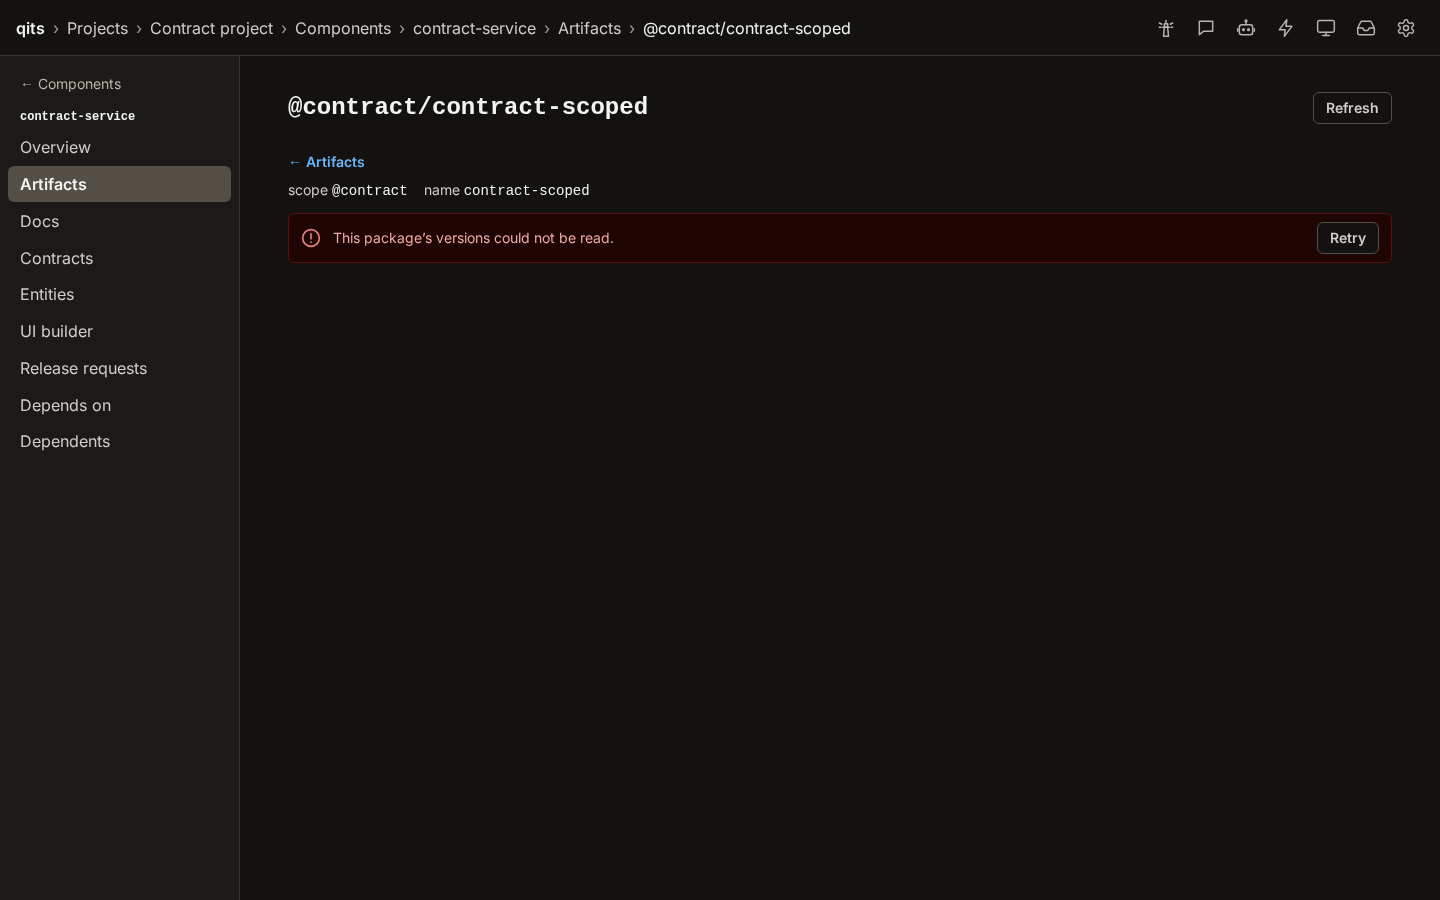 qits › Projects › Contract project › Components › contract-service › Artifacts › @contract/contract-scoped
← Components
contract-service
Overview
Artifacts
Docs
Contracts
Entities
UI builder
Release requests
Depends on
Dependents
@contract/contract-scoped
Refresh
← Artifacts
scope @contract name contract-scoped
This package’s versions could not be read.
Retry